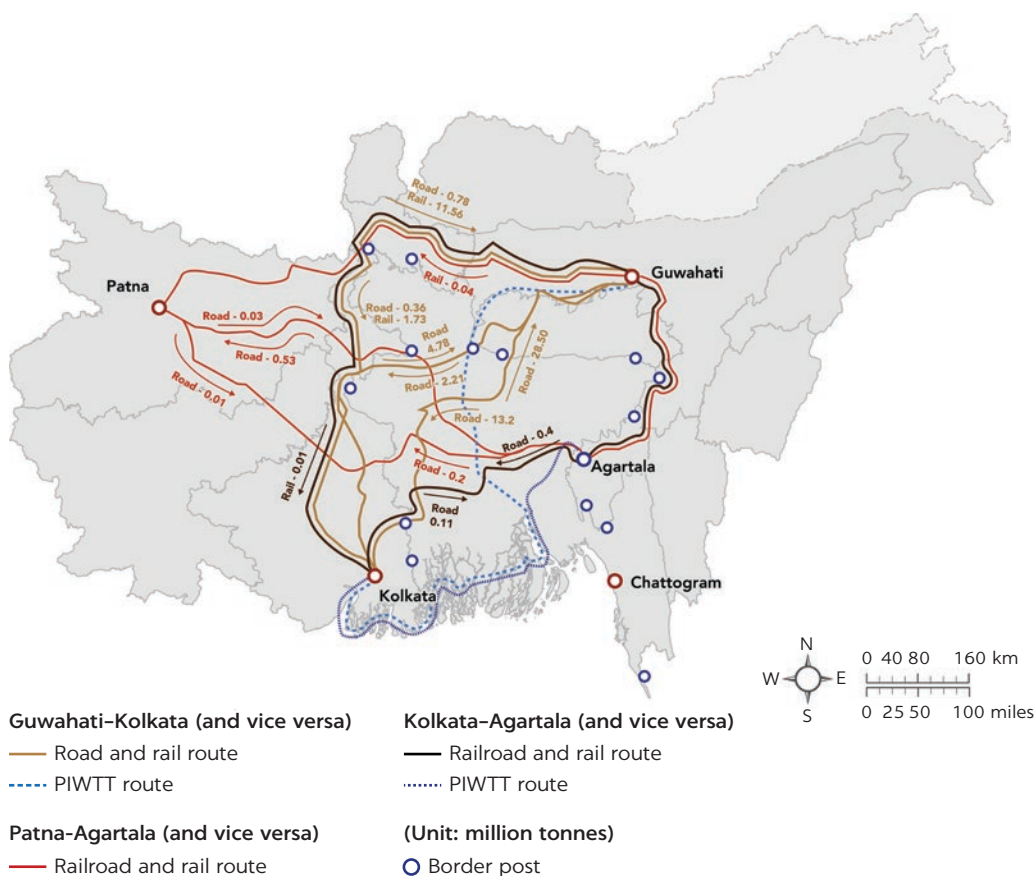 Road - 0.78
Rail - 11.56
Guwahati
Patna
Rail - 0.04
Road - 0.36
Rail - 1.73
Road - 0.03
Road
4.78
Road - 28.50
Road - 0.53
Road - 2.21
Road - 0.01
Road - 13.2
Road - 0.4
Agartala
Rail - 0.01
Road - 0.2
Road
0.11
Kolkata
Chattogram
N
W
E
S
0 40 80 160 km
0 25 50 100 miles
Guwahati–Kolkata (and vice versa)
Road and rail route
PIWTT route
Kolkata–Agartala (and vice versa)
Railroad and rail route
PIWTT route
Patna-Agartala (and vice versa)
Railroad and rail route
(Unit: million tonnes)
Border post